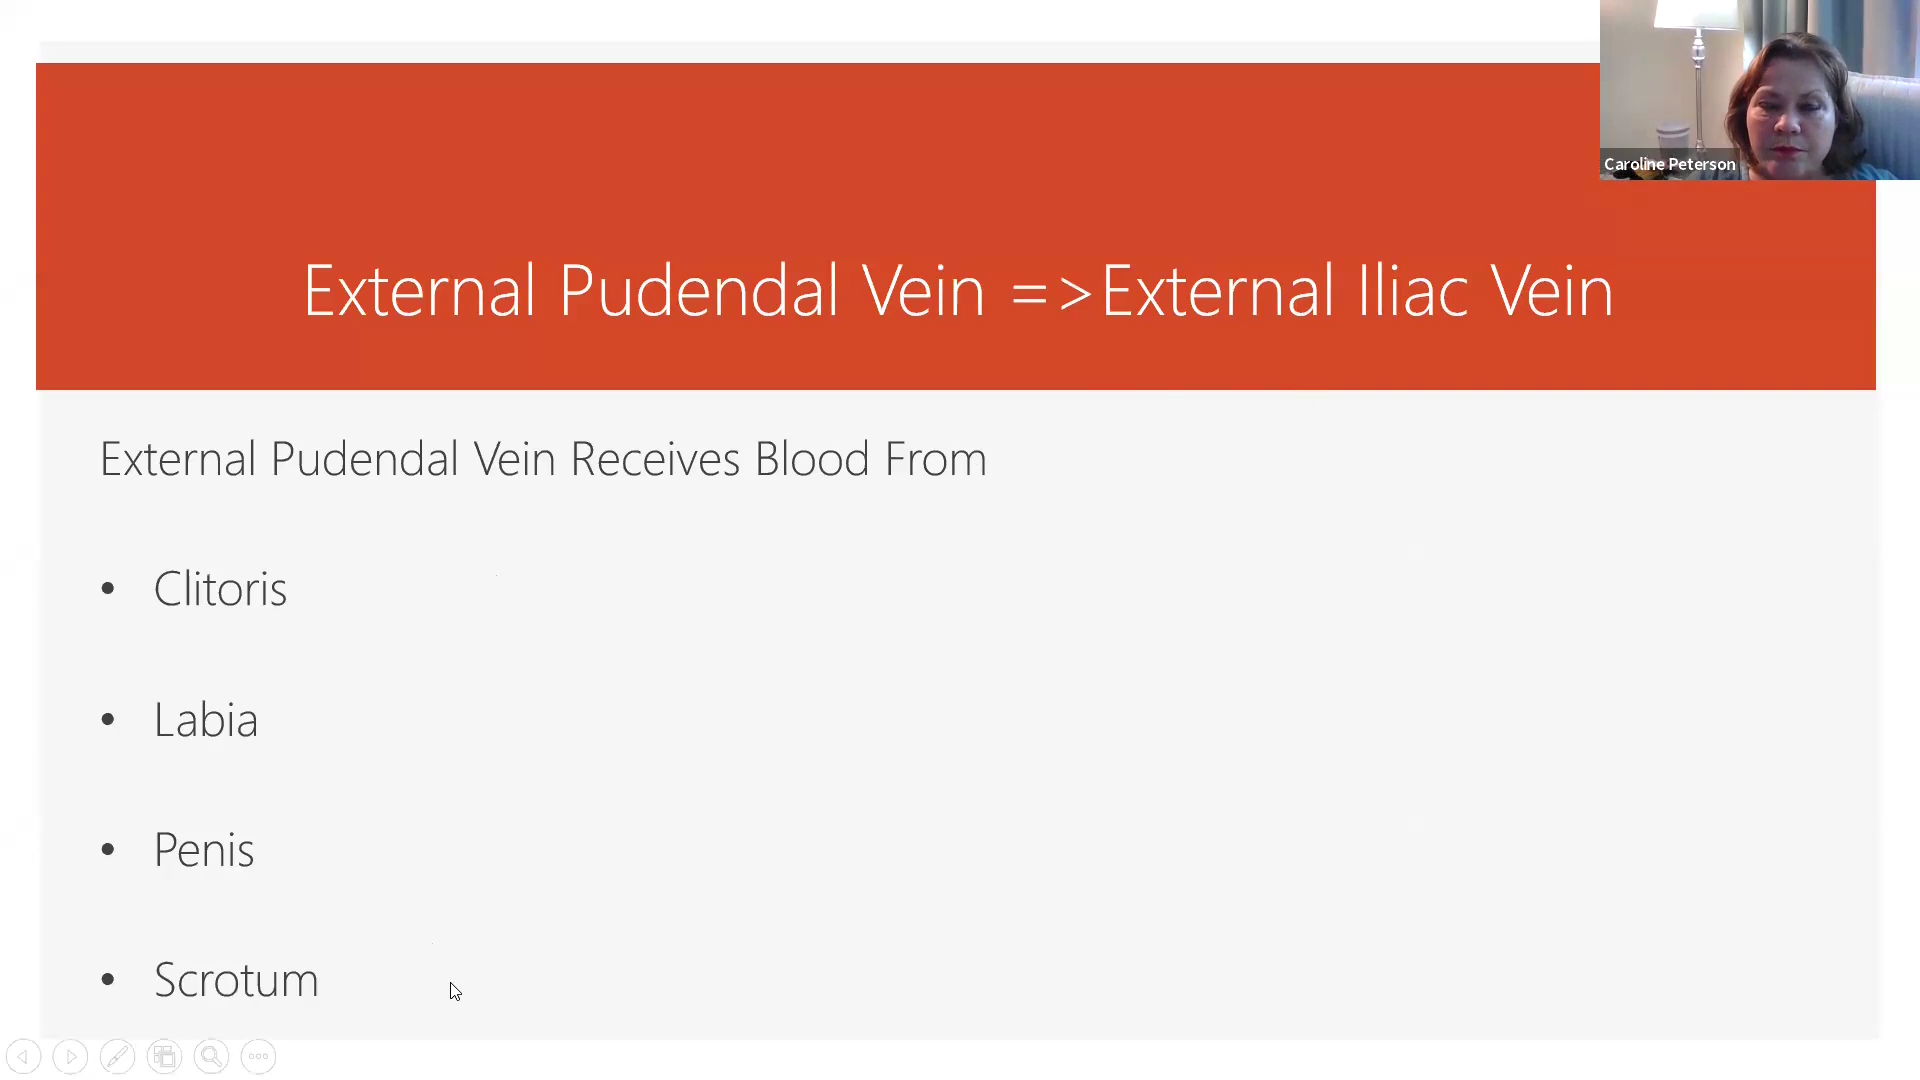 Caroline Peterson
External Pudendal Vein =>External Iliac Vein
External Pudendal Vein Receives Blood From
• Clitoris
• Labia
• Penis
• Scrotum